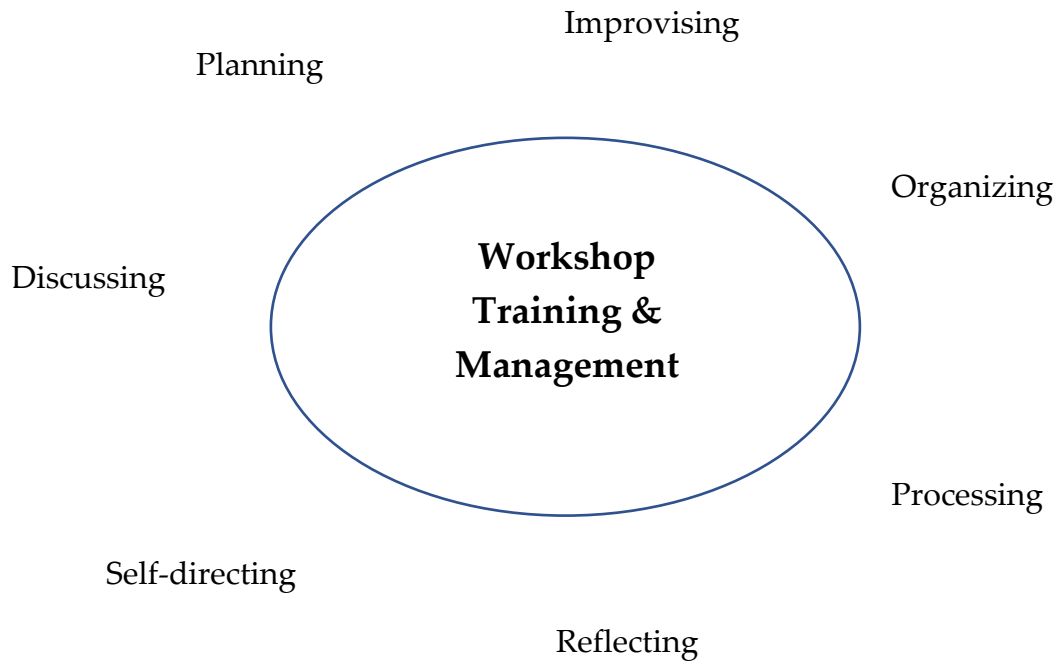 Improvising
Planning
Organizing
Workshop
Training &
Management
Discussing
Processing
Self-directing
Reflecting